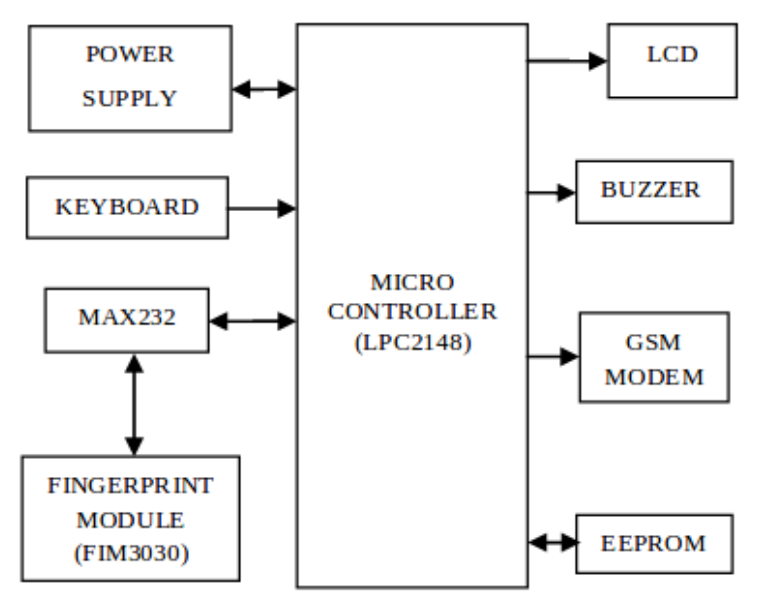 POWER
SUPPLY
KEYBOARD
MAX232
FINGERPRINT
MODULE
(FIM3030)
MICRO
CONTROLLER
(LPC2148)
LCD
BUZZER
GSM
MODEM
EEPROM